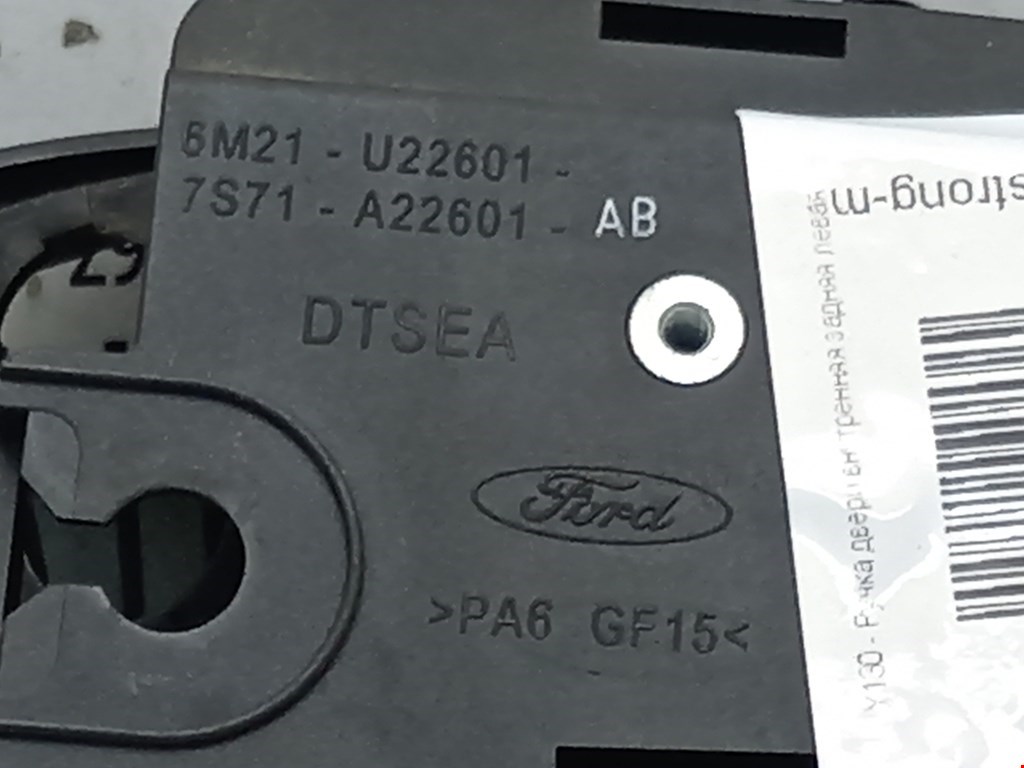 6M21 - U22601 -
7S71 - A22601 - AB
DTSEA
Ford
>PA6 GF15<
strong-m
Ручка двери внутренняя задняя левая